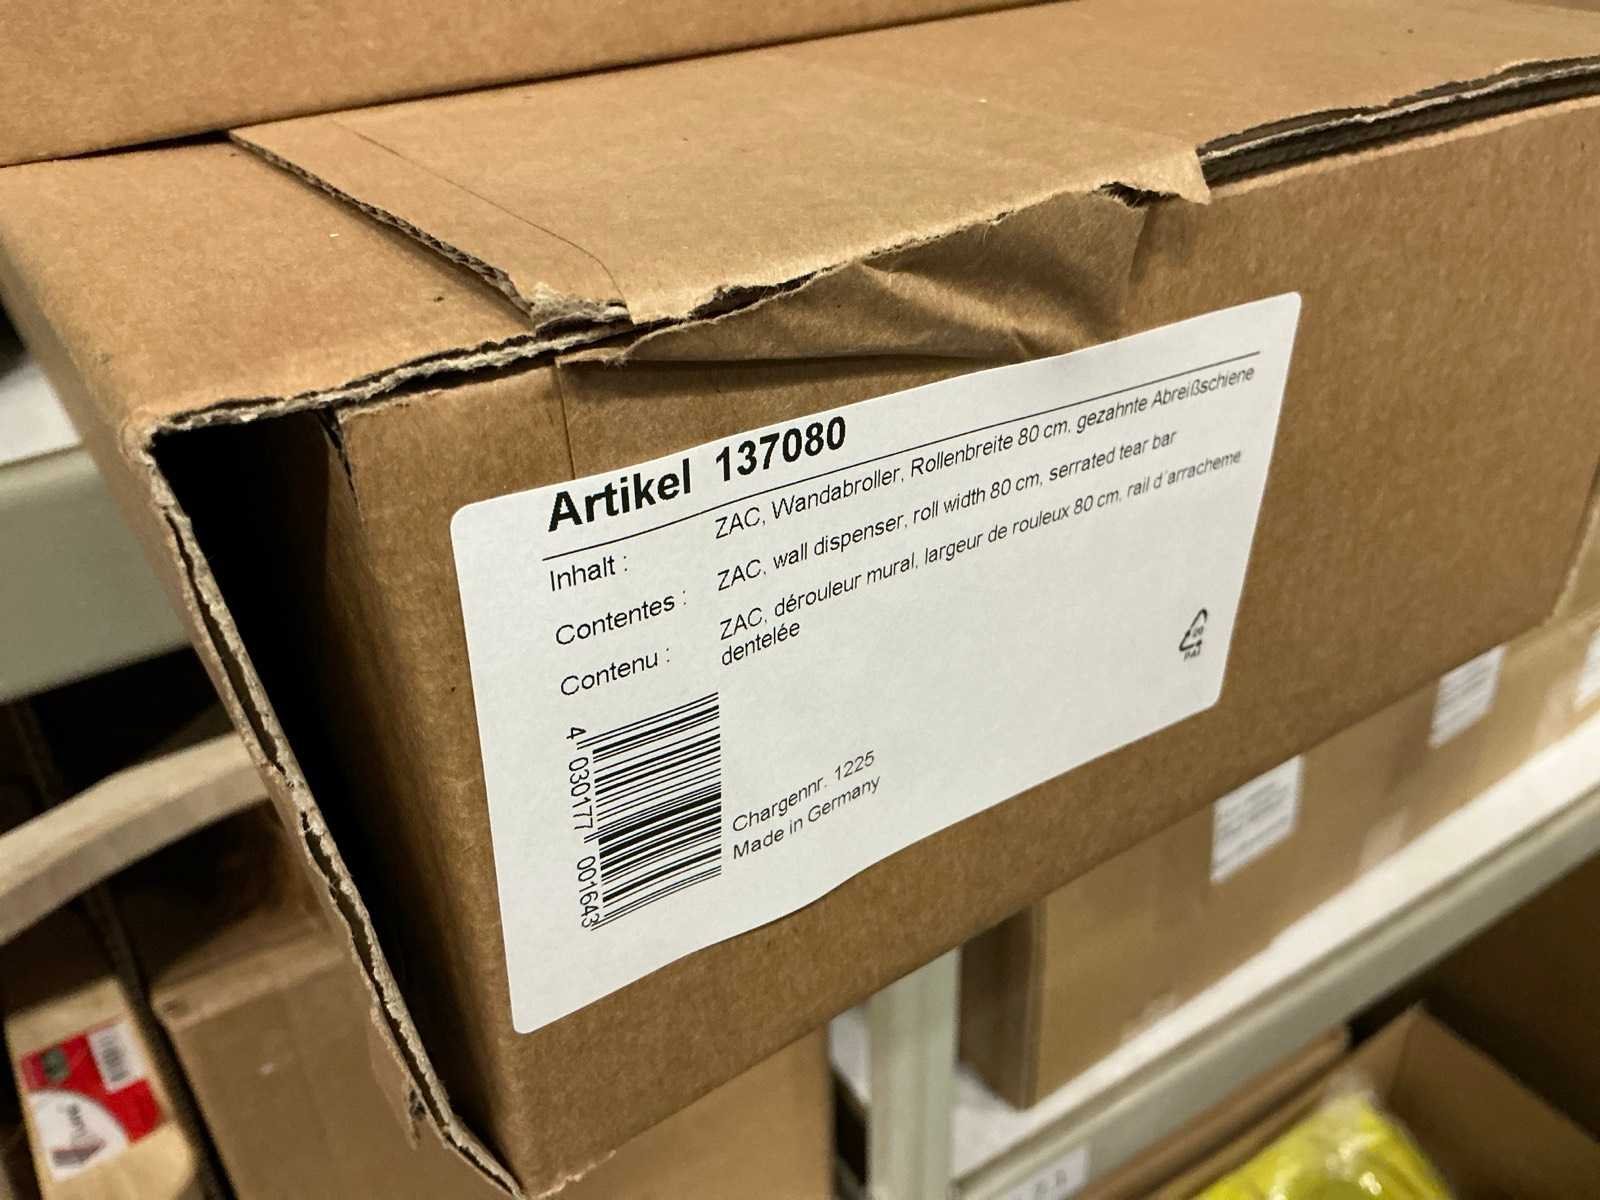 Artikel 137080
Inhalt : ZAC, Wandabroller, Rollenbreite 80 cm, gezahnte Abreißschiene
Contentes : ZAC, wall dispenser, roll width 80 cm, serrated tear bar
Contenu : ZAC, dérouleur mural, largeur de rouleux 80 cm, rail d´arracheme
dentelée
20
PAP
4 030177 001643
Chargennr. 1225
Made in Germany